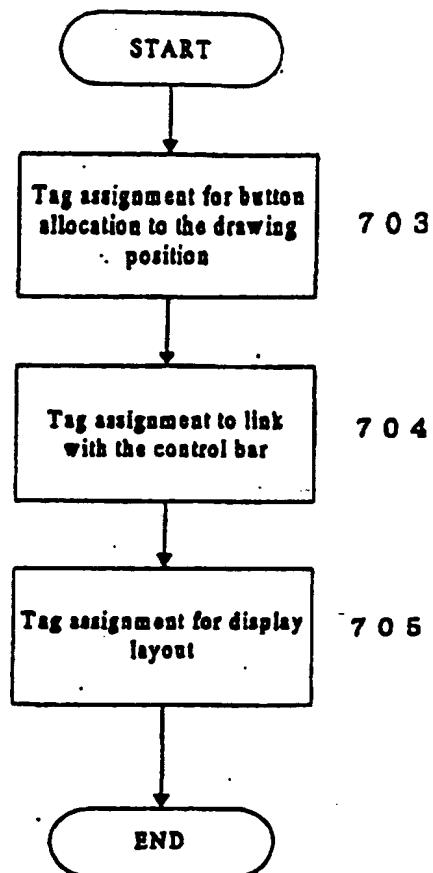 START
Tag assignment for button
allocation to the drawing
position
703
Tag assignment to link
with the control bar
704
Tag assignment for display
layout
705
END